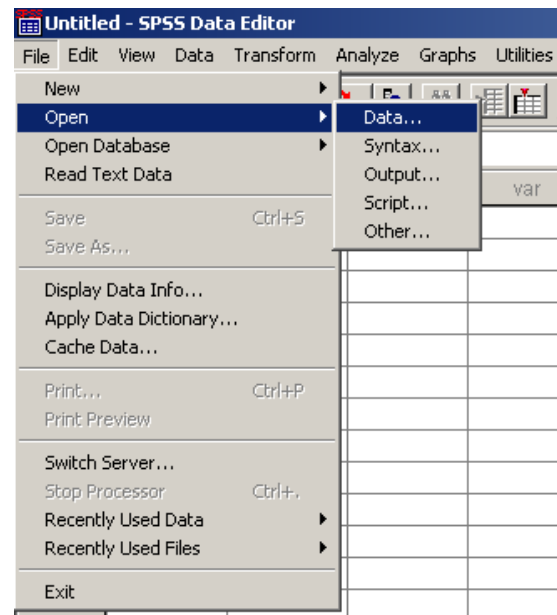 Untitled - SPSS Data Editor
File Edit View Data Transform Analyze Graphs Utilities
New
Open
Open Database
Read Text Data
Save Ctrl+S
Save As...
Display Data Info...
Apply Data Dictionary...
Cache Data...
Print... Ctrl+P
Print Preview
Switch Server...
Stop Processor Ctrl+.
Recently Used Data
Recently Used Files
Exit
Data...
Syntax...
Output...
Script...
Other...
var